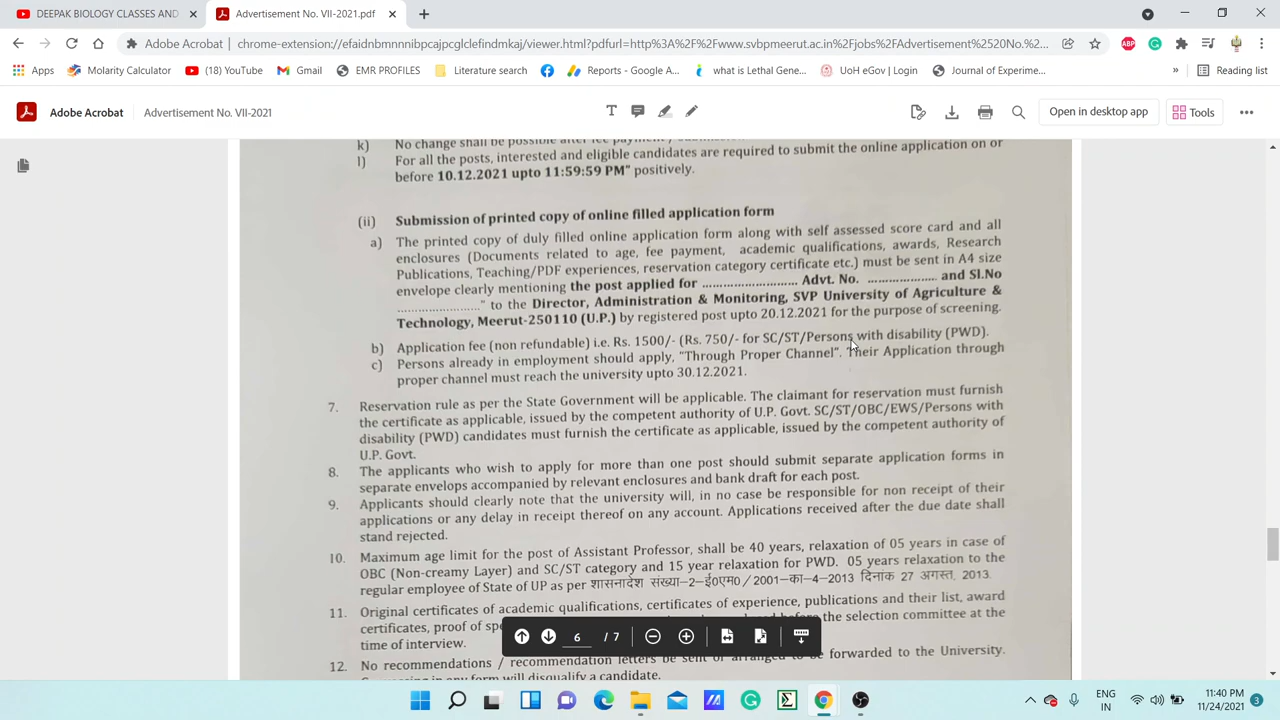 DEEPAK BIOLOGY CLASSES AND
Advertisement No. VII-2021.pdf
Adobe Acrobat
chrome-extension://efaidnbmnnnibpcajpcglclefindmkaj/viewer.html?pdfurl=http%3A%2F%2Fwww.svbpmeerut.ac.in%2Fjobs%2FAdvertisement%2520No.%...
Apps
Molarity Calculator
(18) YouTube
Gmail
EMR PROFILES
Literature search
Reports - Google A...
what is Lethal Gene...
UoH eGov | Login
Journal of Experime...
»
Reading list
Adobe Acrobat
Advertisement No. VII-2021
Open in desktop app
Tools
k) No change shall be possible after fee payment
l) For all the posts, interested and eligible candidates are required to submit the online application on or
before 10.12.2021 upto 11:59:59 PM" positively.
(ii) Submission of printed copy of online filled application form
a) The printed copy of duly filled online application form along with self assessed score card and all
enclosures (Documents related to age, fee payment, academic qualifications, awards, Research
Publications, Teaching/PDF experiences, reservation category certificate etc.) must be sent in A4 size
envelope clearly mentioning the post applied for ........................... Advt. No. .................... and Sl.No
........................" to the Director, Administration & Monitoring, SVP University of Agriculture &
Technology, Meerut-250110 (U.P.) by registered post upto 20.12.2021 for the purpose of screening.
b) Application fee (non refundable) i.e. Rs. 1500/- (Rs. 750/- for SC/ST/Persons with disability (PWD).
c) Persons already in employment should apply, "Through Proper Channel". Their Application through
proper channel must reach the university upto 30.12.2021.
7. Reservation rule as per the State Government will be applicable. The claimant for reservation must furnish
the certificate as applicable, issued by the competent authority of U.P. Govt. SC/ST/OBC/EWS/Persons with
disability (PWD) candidates must furnish the certificate as applicable, issued by the competent authority of
U.P. Govt.
8. The applicants who wish to apply for more than one post should submit separate application forms in
separate envelops accompanied by relevant enclosures and bank draft for each post.
9. Applicants should clearly note that the university will, in no case be responsible for non receipt of their
applications or any delay in receipt thereof on any account. Applications received after the due date shall
stand rejected.
10. Maximum age limit for the post of Assistant Professor, shall be 40 years, relaxation of 05 years in case of
OBC (Non-creamy Layer) and SC/ST category and 15 year relaxation for PWD. 05 years relaxation to the
regular employee of State of UP as per शासनादेश संख्या-2-ई0एम0/2001-का-4-2013 दिनांक 27 अगस्त, 2013.
11. Original certificates of academic qualifications, certificates of experience, publications and their list, award
certificates, proof of before the selection committee at the
time of interview.
12. No recommendations / recommendation letters be sent or arranged to be forwarded to the University.
in any form will disqualify a candidate.
6 / 7
ENG
IN
11:40 PM
11/24/2021
3